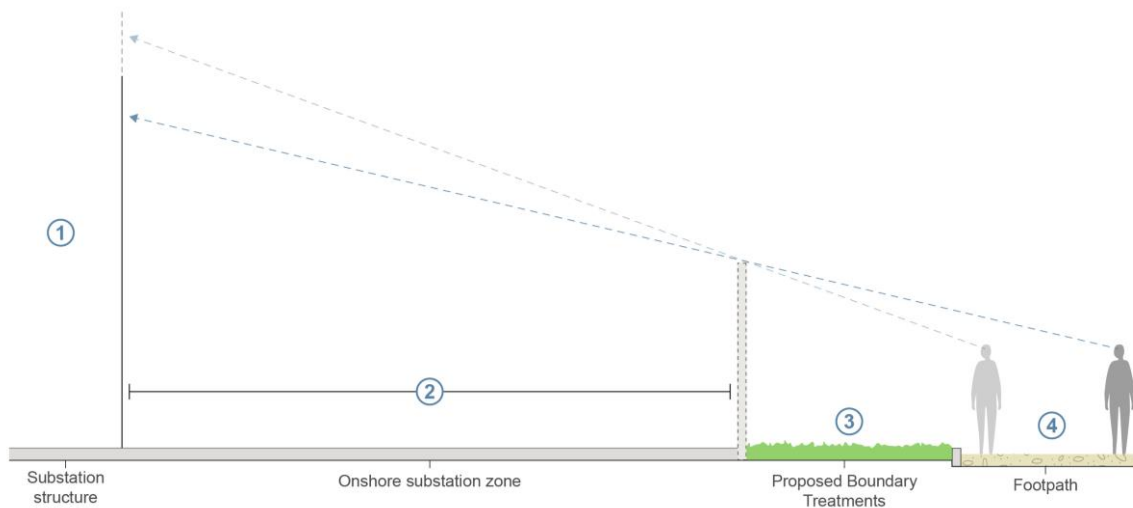 1
2
3
4
Substation
structure
Onshore substation zone
Proposed Boundary
Treatments
Footpath